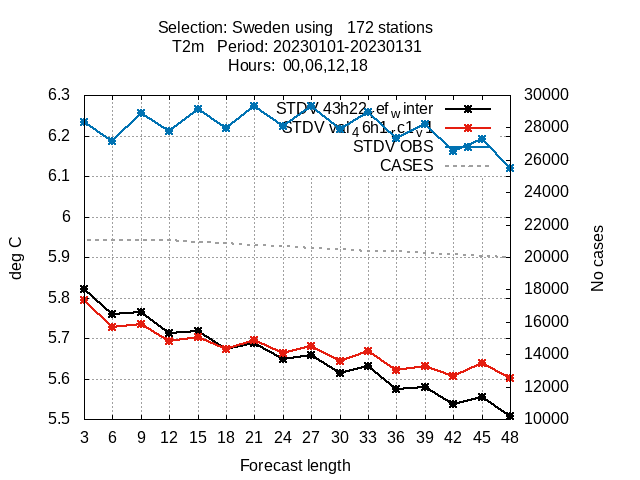 Selection: Sweden using 172 stations
T2m Period: 20230101-20230131
Hours: 00,06,12,18
STDV 43h22_ref_winter
STDV
STDV OBS
CASES
6.3
6.2
6.1
6
5.9
5.8
5.7
5.6
5.5
deg C
30000
28000
26000
24000
22000
20000
18000
16000
14000
12000
10000
No cases
3 6 9 12 15 18 21 24 27 30 33 36 39 42 45 48
Forecast length